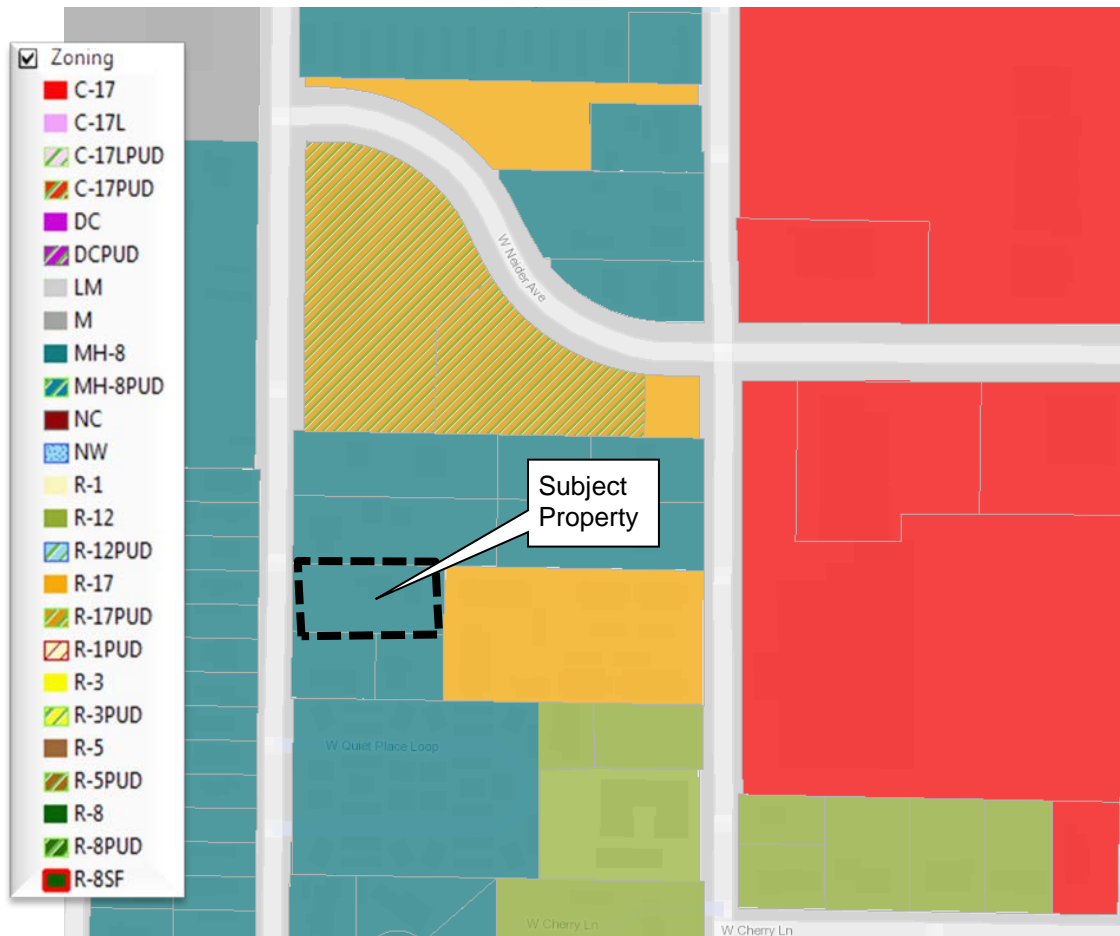 Zoning
C-17
C-17L
C-17LPUD
C-17PUD
DC
DCPUD
LM
M
MH-8
MH-8PUD
NC
NW
R-1
R-12
R-12PUD
R-17
R-17PUD
R-1PUD
R-3
R-3PUD
R-5
R-5PUD
R-8
R-8PUD
R-8SF
W Neider Ave
Subject
Property
W Quiet Place Loop
W Cherry Ln
W Cherry Ln